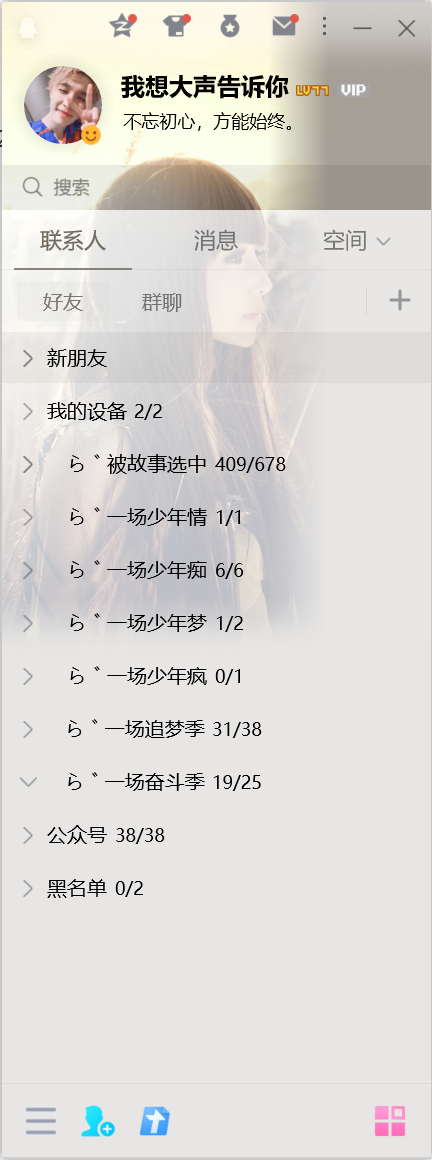 我想大声告诉你 LV77 VIP
不忘初心，方能始终。
搜索
联系人 消息 空间
好友 群聊
新朋友
我的设备 2/2
ら゛被故事选中 409/678
ら゛一场少年情 1/1
ら゛一场少年痴 6/6
ら゛一场少年梦 1/2
ら゛一场少年疯 0/1
ら゛一场追梦季 31/38
ら゛一场奋斗季 19/25
公众号 38/38
黑名单 0/2